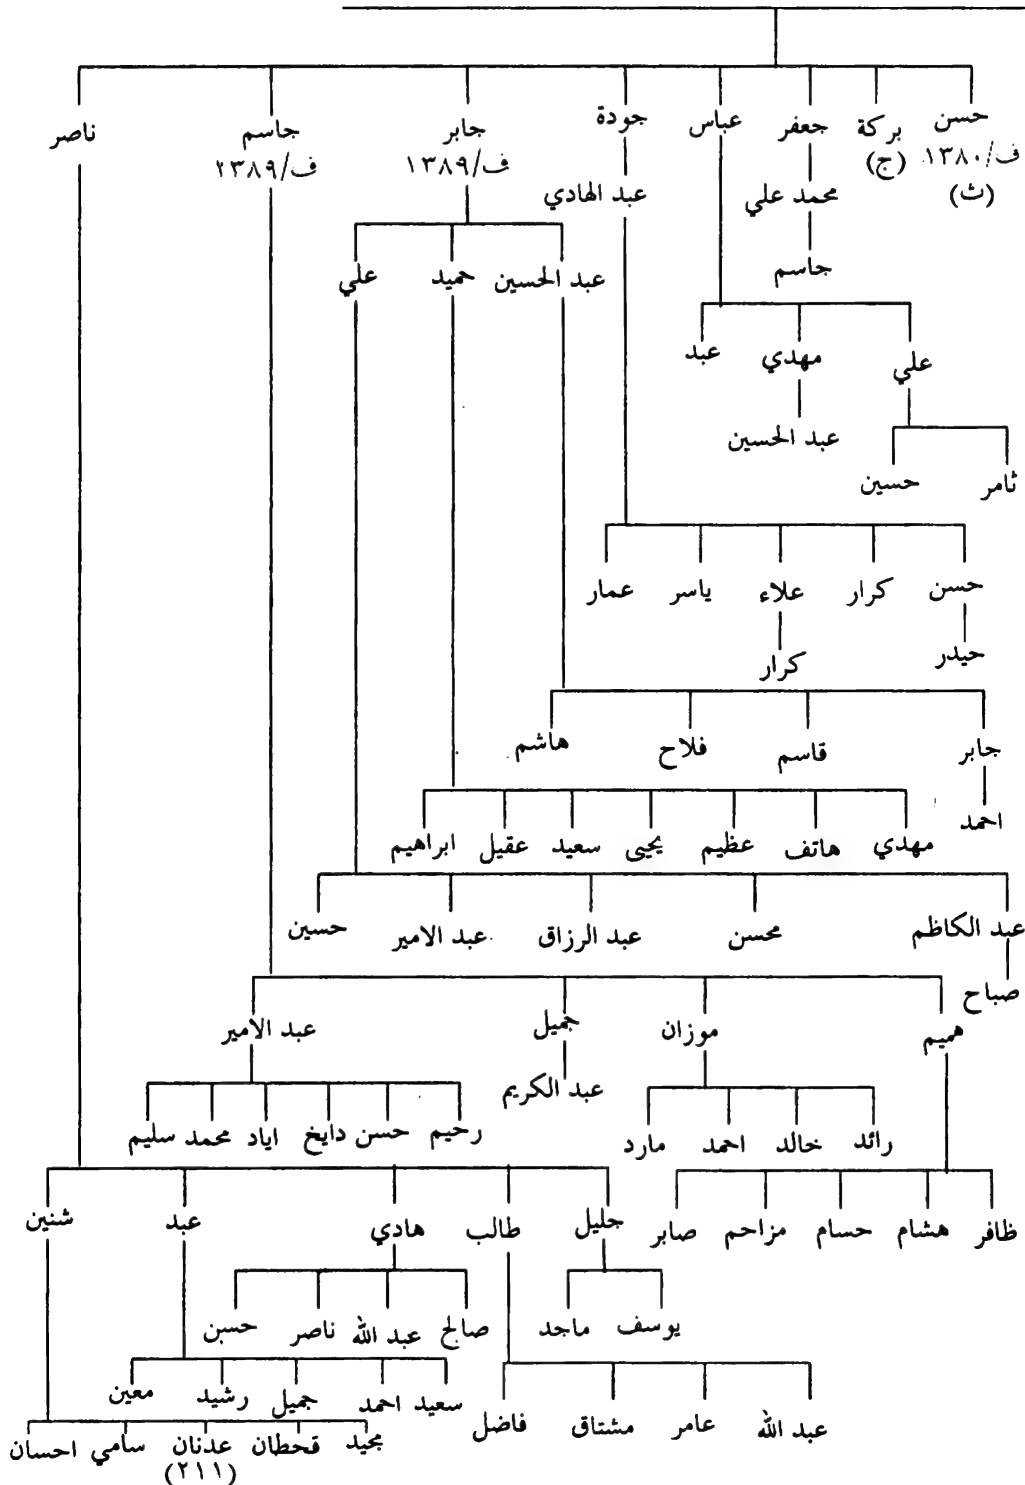 حسن بركة جعفر عباس جودة جابر جاسم ناصر
ف/١٣٨٠ (ج) ف/١٣٨٩ ف/١٣٨٩
(ث) محمد علي عبد الهادي
جاسم عبد الحسين حميد علي
علي مهدي عبد
عبد الحسين
ثامر حسين
حسن كرار علاء ياسر عمار
حيدر كرار
جابر قاسم فلاح هاشم
احمد
مهدي هاتف عظيم يحيى سعيد عقيل ابراهيم
عبد الكاظم محسن عبد الرزاق عبد الامير حسين
صباح
هميم موزان جميل عبد الامير
عبد الكريم
رائد خالد احمد مارد رحيم حسن دايخ اياد محمد سليم
ظافر هشام حسام مزاحم صابر
جليل طالب هادي عبد شنين
يوسف ماجد صالح عبد الله ناصر حسين
سعيد احمد جميل رشيد معين
عبد الله عامر مشتاق فاضل
مجيد قحطان عدنان سامي احسان
(٢١١)